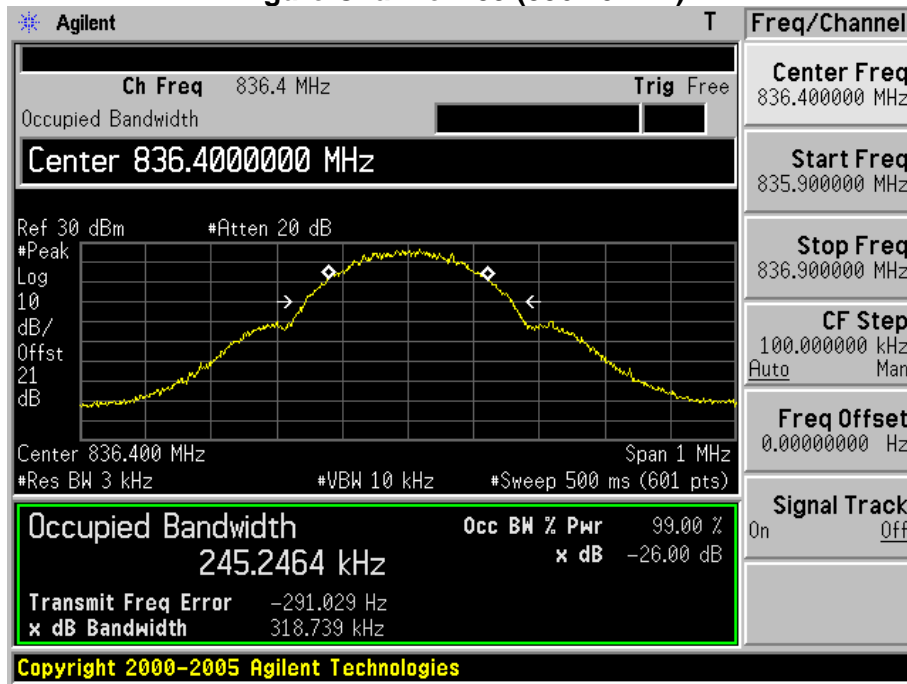 Agilent T
Freq/Channel
Ch Freq 836.4 MHz Trig Free
Occupied Bandwidth
Center 836.4000000 MHz
Ref 30 dBm #Atten 20 dB
#Peak
Log
10
dB/
Offst
21
dB
Center 836.400 MHz Span 1 MHz
#Res BW 3 kHz #VBW 10 kHz #Sweep 500 ms (601 pts)
Occupied Bandwidth Occ BW % Pwr 99.00 %
245.2464 kHz x dB -26.00 dB
Transmit Freq Error -291.029 Hz
x dB Bandwidth 318.739 kHz
Copyright 2000-2005 Agilent Technologies
Center Freq
836.400000 MHz
Start Freq
835.900000 MHz
Stop Freq
836.900000 MHz
CF Step
100.000000 kHz
Auto Man
Freq Offset
0.00000000 Hz
Signal Track
On Off